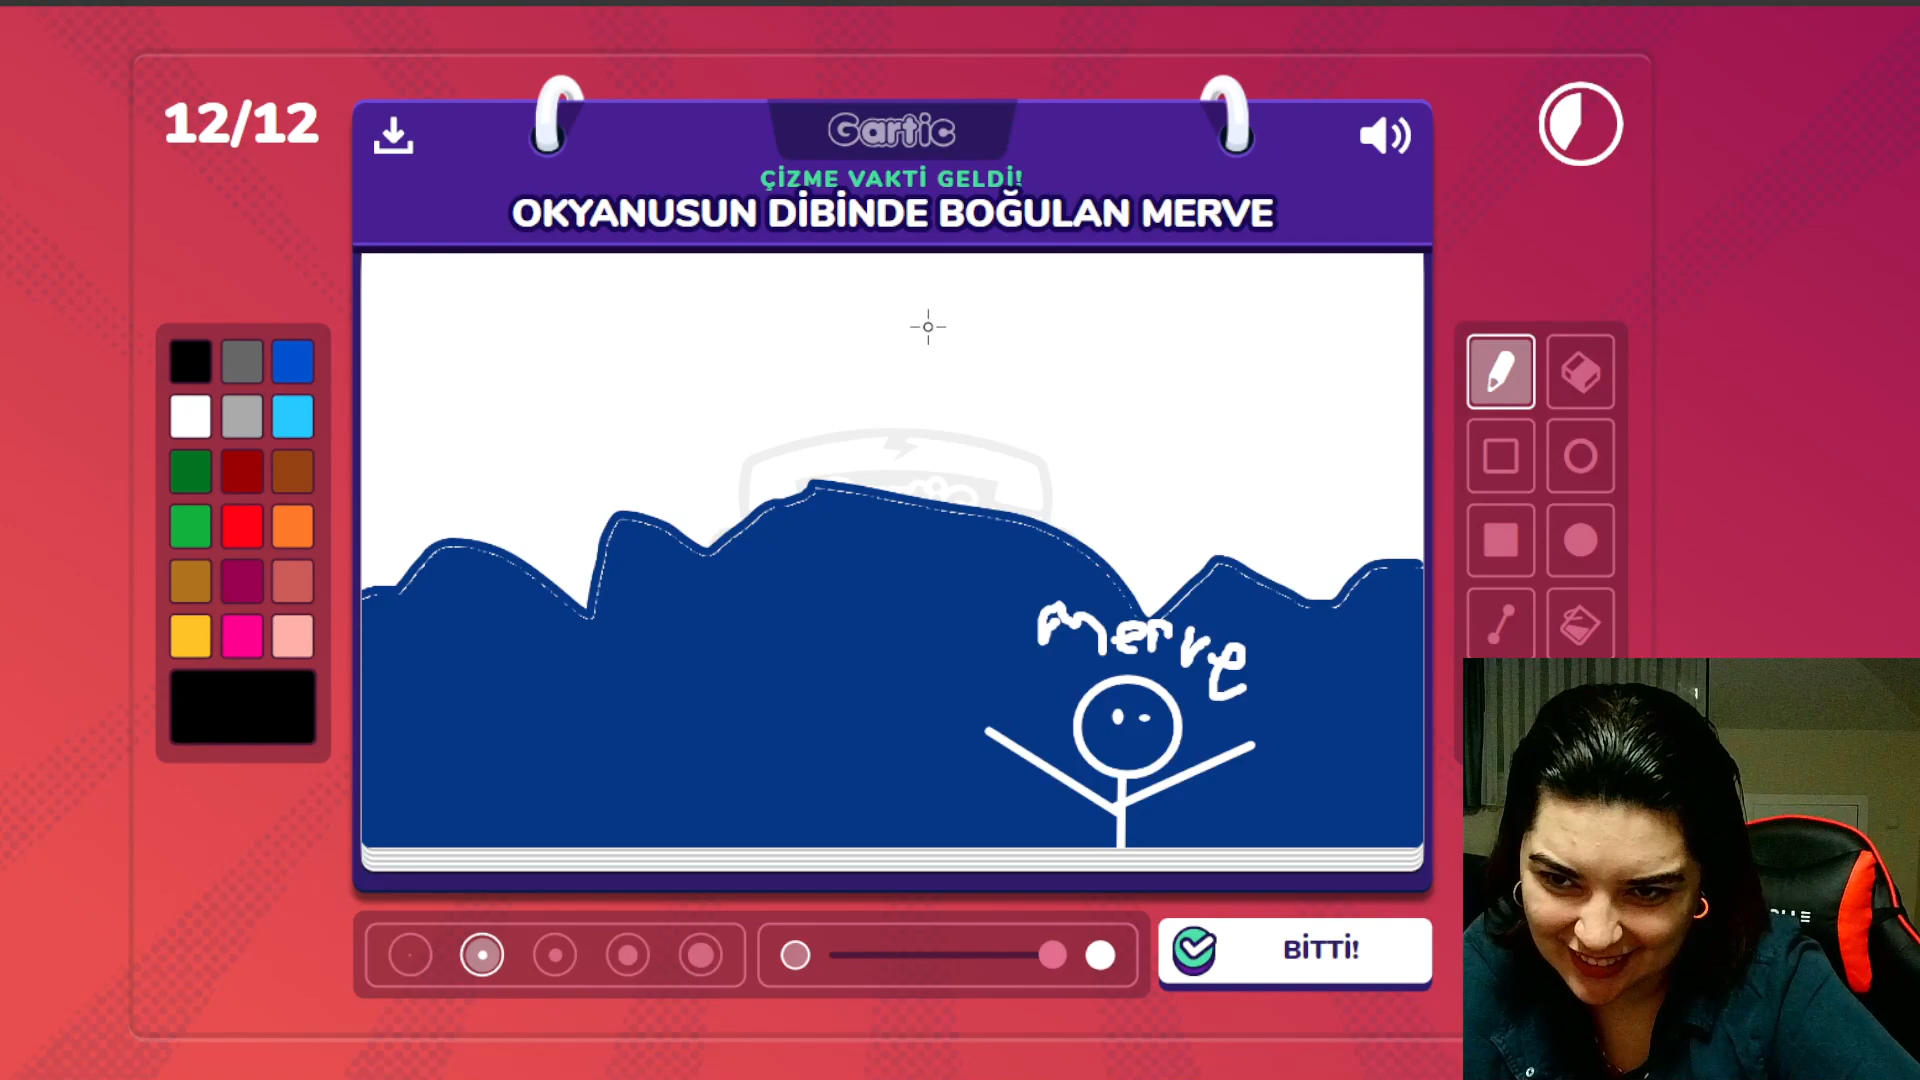 12/12
Gartic
ÇİZME VAKTİ GELDİ!
OKYANUSUN DİBİNDE BOĞULAN MERVE
merve
BİTTİ!